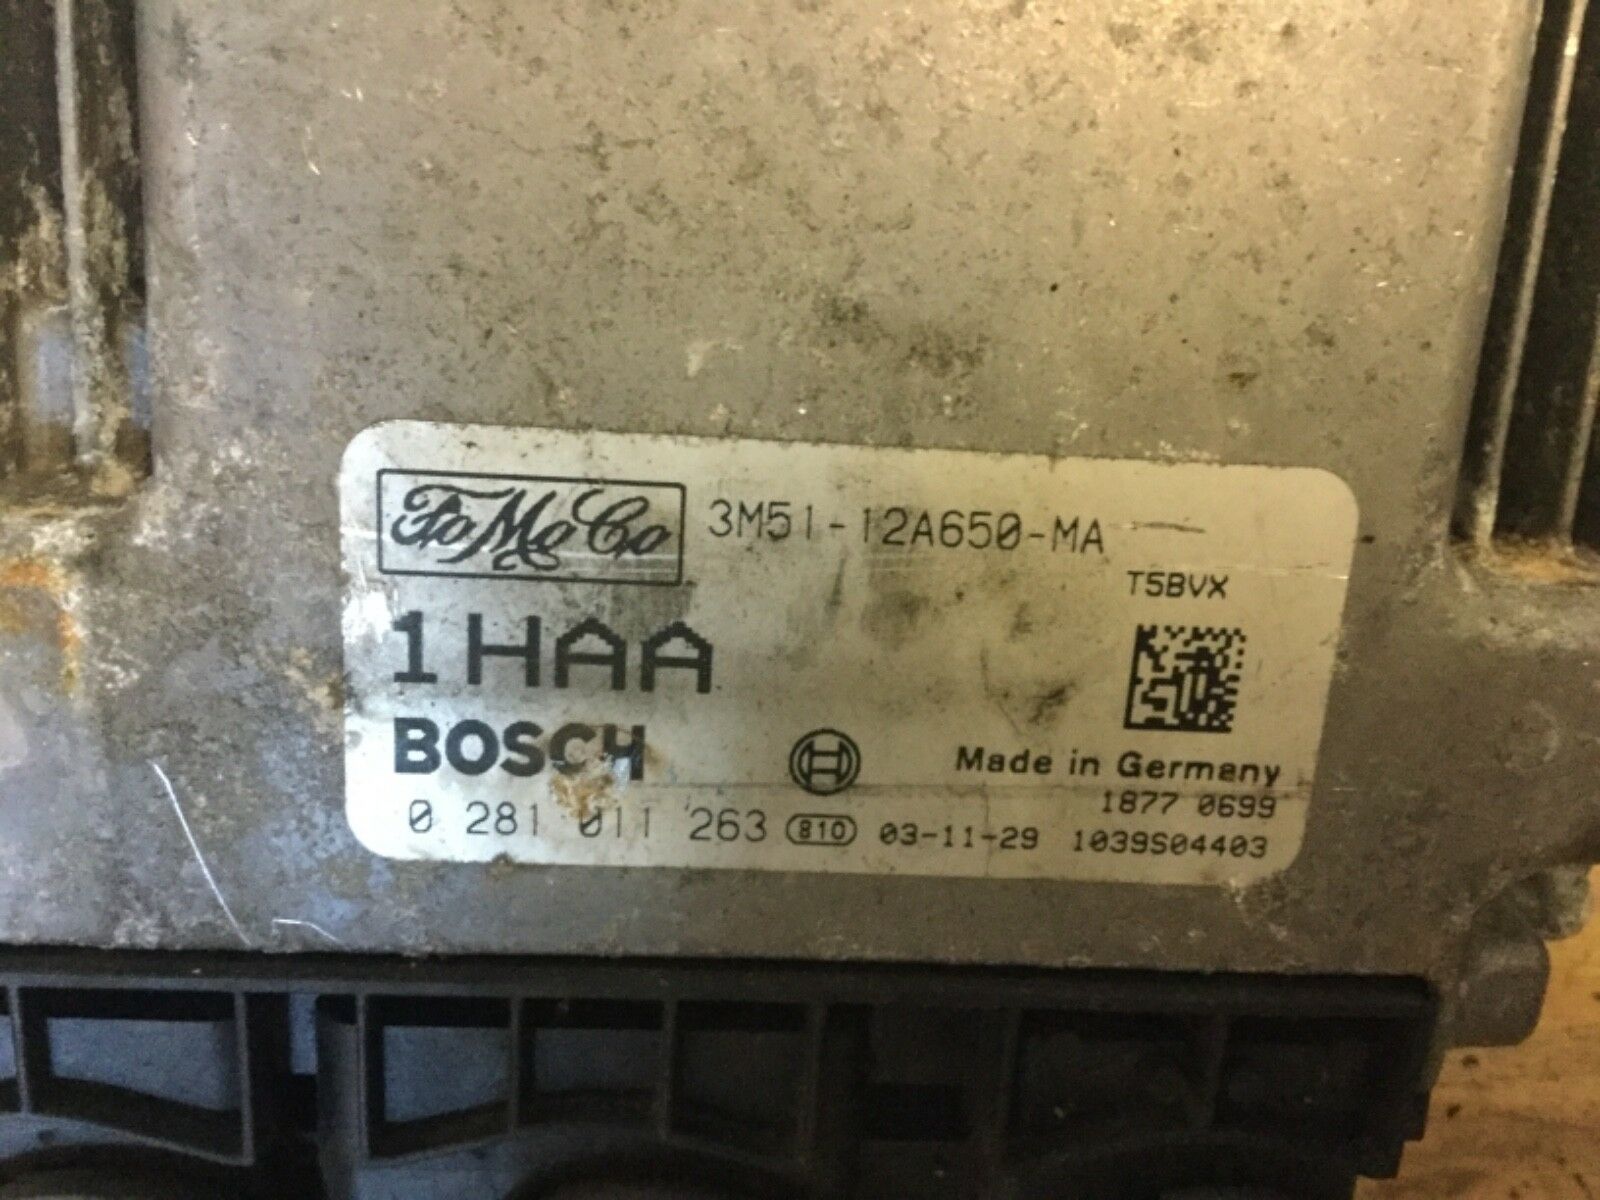 FoMoCo 3M51-12A650-MA
T5BVX
1HAA
BOSCH
Made in Germany
1877 0699
0 281 011 263 810 03-11-29 1039S04403